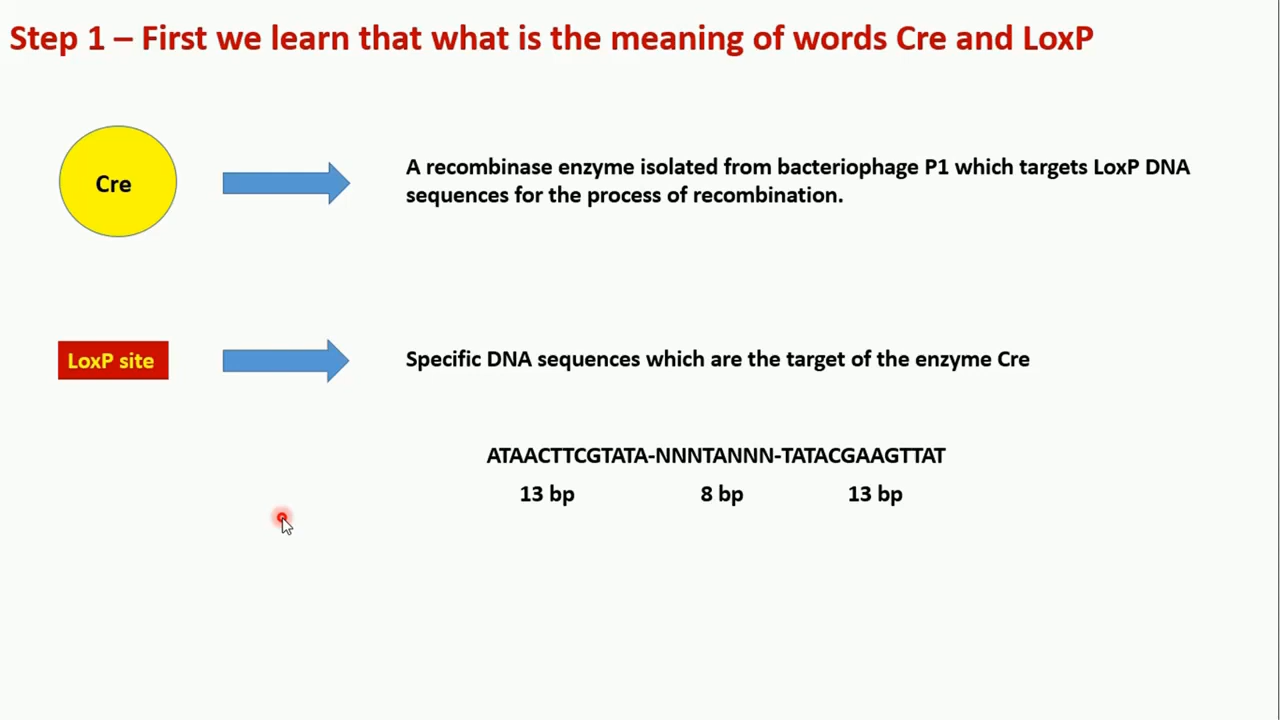 Step 1 – First we learn that what is the meaning of words Cre and LoxP
Cre
A recombinase enzyme isolated from bacteriophage P1 which targets LoxP DNA
sequences for the process of recombination.
LoxP site
Specific DNA sequences which are the target of the enzyme Cre
ATAACTTCGTATA-NNNTANNN-TATACGAAGTTAT
13 bp 8 bp 13 bp